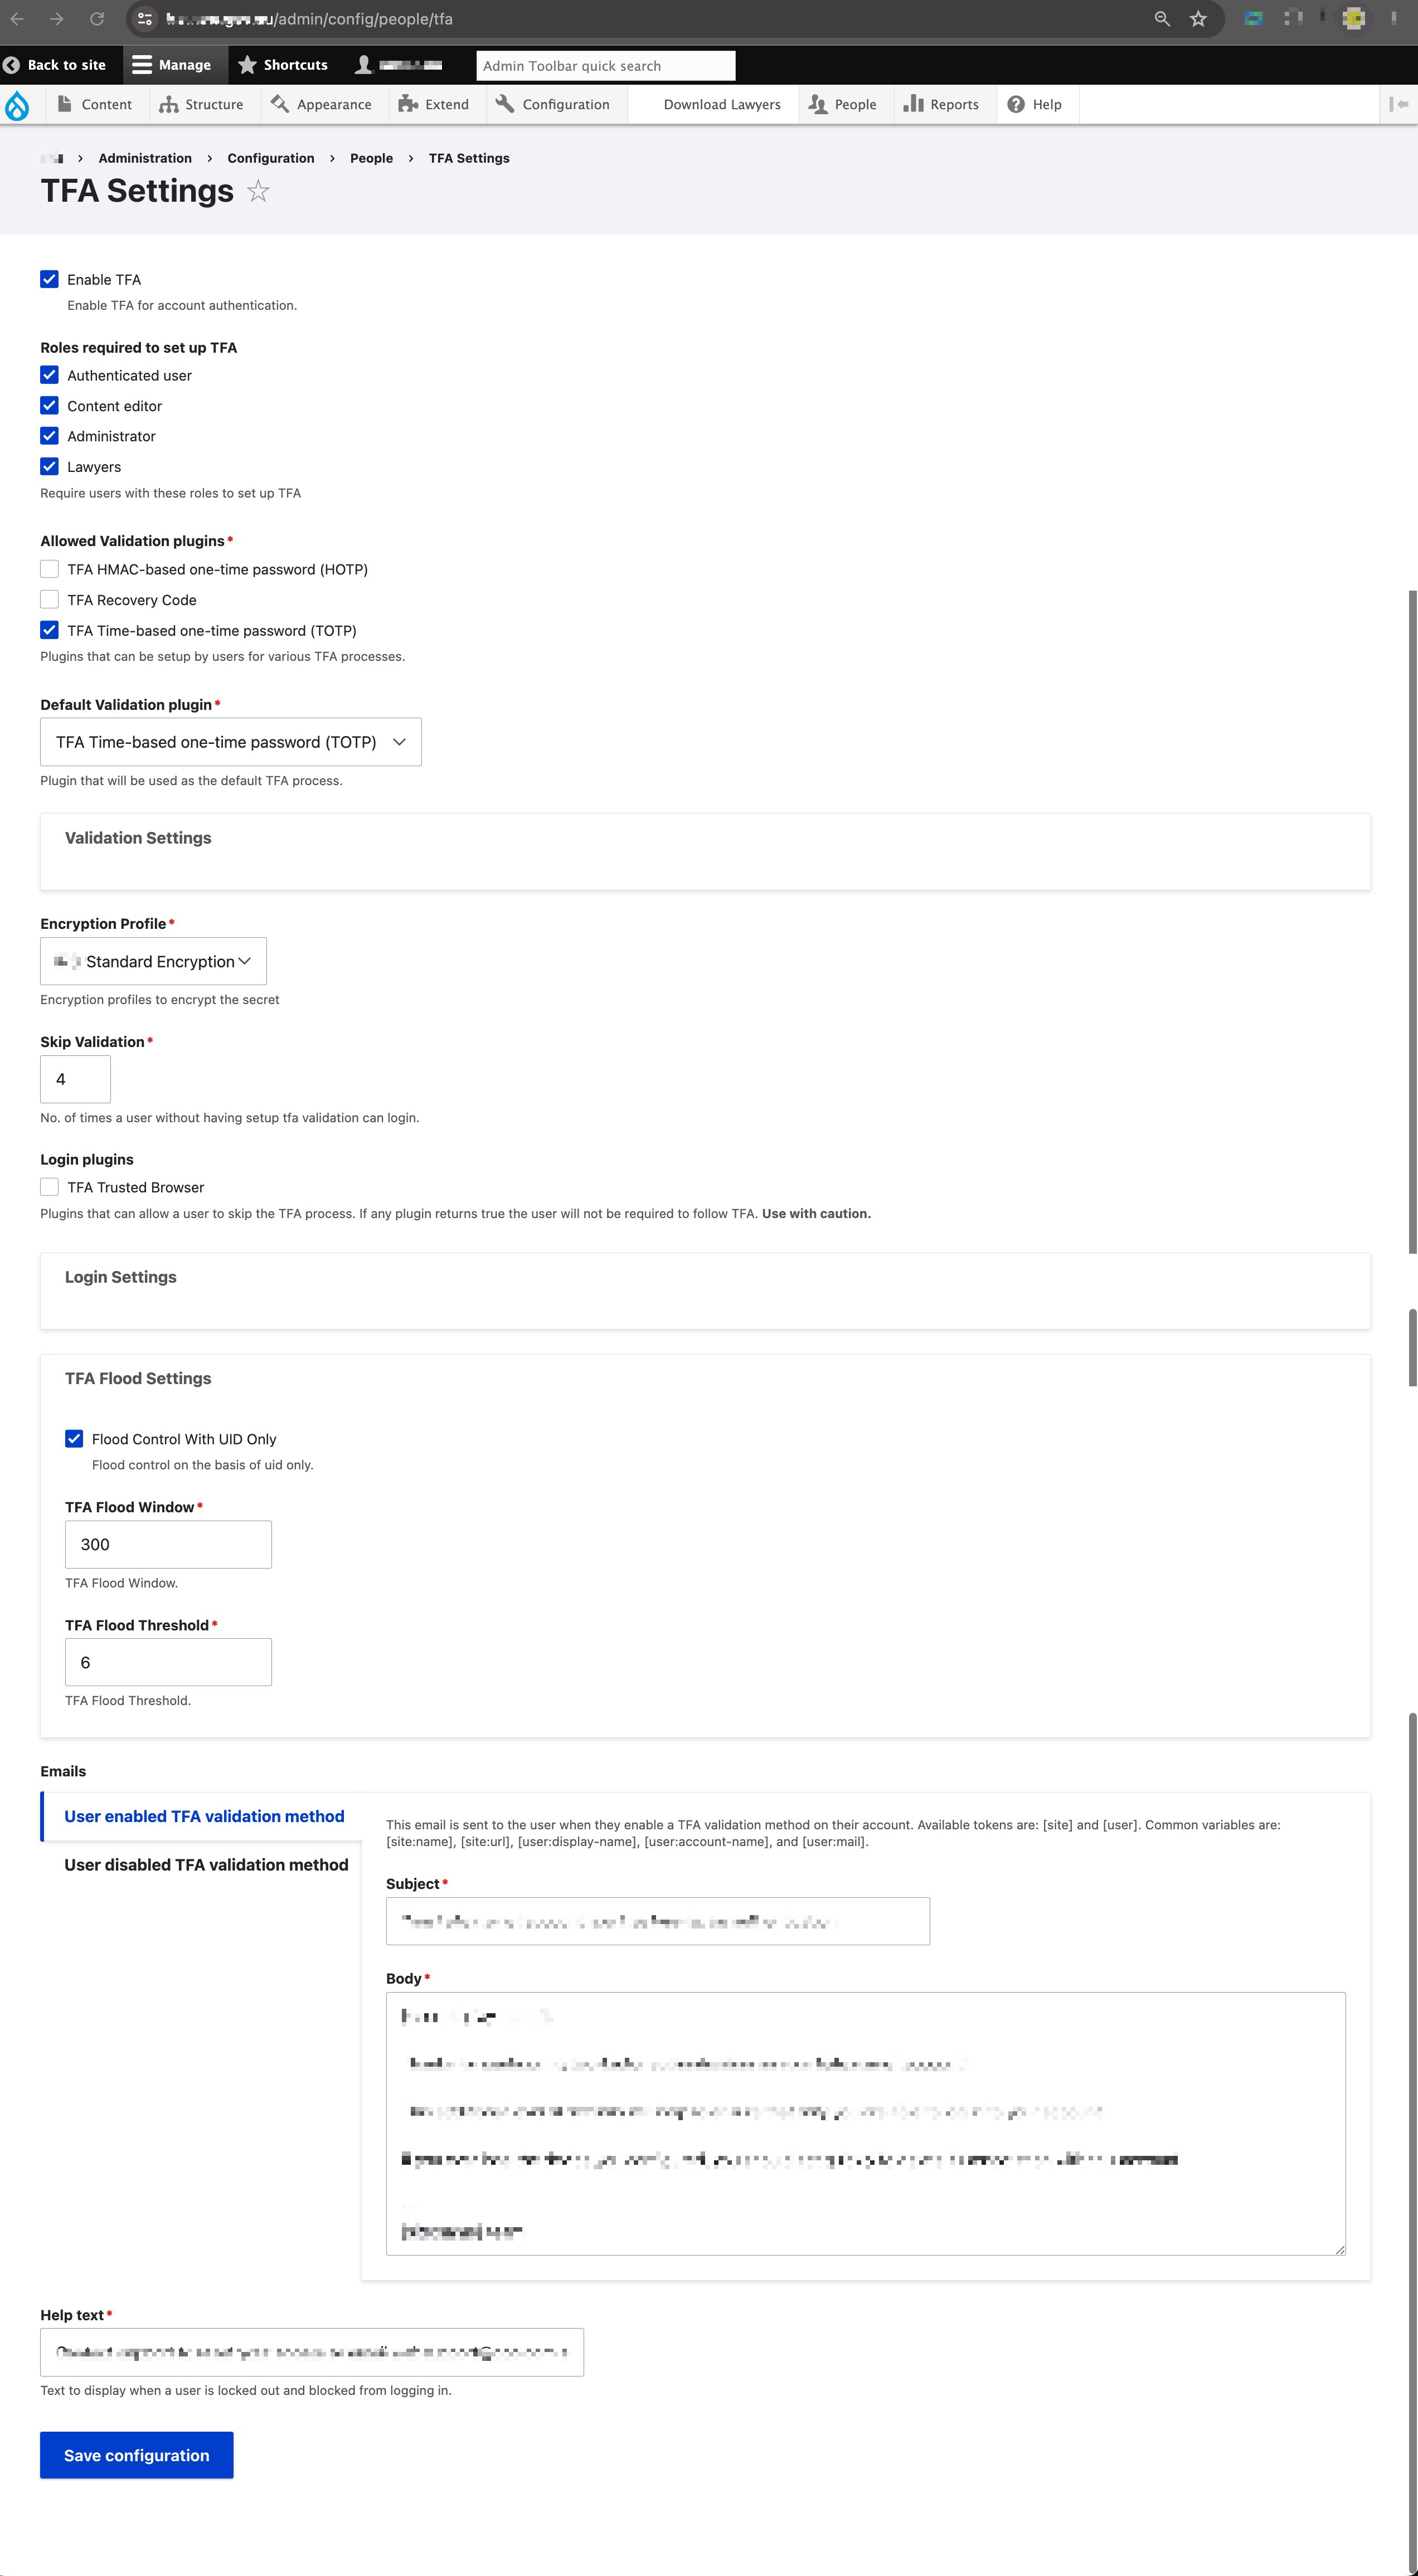 /admin/config/people/tfa
Back to site Manage Shortcuts Admin Toolbar quick search
Content Structure Appearance Extend Configuration Download Lawyers People Reports Help
› Administration › Configuration › People › TFA Settings
TFA Settings
Enable TFA
Enable TFA for account authentication.
Roles required to set up TFA
Authenticated user
Content editor
Administrator
Lawyers
Require users with these roles to set up TFA
Allowed Validation plugins*
TFA HMAC-based one-time password (HOTP)
TFA Recovery Code
TFA Time-based one-time password (TOTP)
Plugins that can be setup by users for various TFA processes.
Default Validation plugin*
TFA Time-based one-time password (TOTP)
Plugin that will be used as the default TFA process.
Validation Settings
Encryption Profile*
Standard Encryption
Encryption profiles to encrypt the secret
Skip Validation*
4
No. of times a user without having setup tfa validation can login.
Login plugins
TFA Trusted Browser
Plugins that can allow a user to skip the TFA process. If any plugin returns true the user will not be required to follow TFA. Use with caution.
Login Settings
TFA Flood Settings
Flood Control With UID Only
Flood control on the basis of uid only.
TFA Flood Window*
300
TFA Flood Window.
TFA Flood Threshold*
6
TFA Flood Threshold.
Emails
User enabled TFA validation method
User disabled TFA validation method
This email is sent to the user when they enable a TFA validation method on their account. Available tokens are: [site] and [user]. Common variables are:
[site:name], [site:url], [user:display-name], [user:account-name], and [user:mail].
Subject*
Body*
Help text*
Text to display when a user is locked out and blocked from logging in.
Save configuration